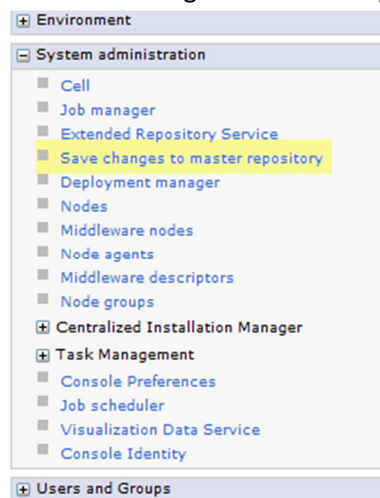 Environment
System administration
Cell
Job manager
Extended Repository Service
Save changes to master repository
Deployment manager
Nodes
Middleware nodes
Node agents
Middleware descriptors
Node groups
Centralized Installation Manager
Task Management
Console Preferences
Job scheduler
Visualization Data Service
Console Identity
Users and Groups